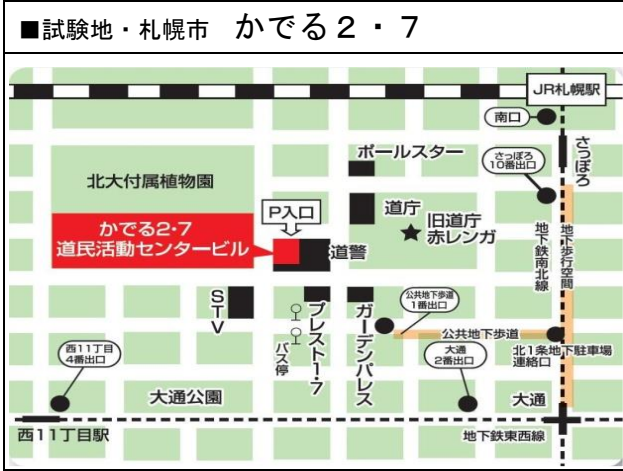 ■試験地・札幌市　かでる２・７
JR札幌駅
南口
さっぽろ
ポールスター
さっぽろ
10番出口
北大付属植物園
P入口
道庁
旧道庁
赤レンガ
かでる2・7
道民活動センタービル
道警
地下鉄南北線
地下歩行空間
STV
バス停
プレスト1・7
ガーデンパレス
公共地下歩道
1番出口
公共地下歩道
西11丁目
4番出口
大通
2番出口
北1条地下駐車場
連絡口
大通公園
大通
西11丁目駅
地下鉄東西線